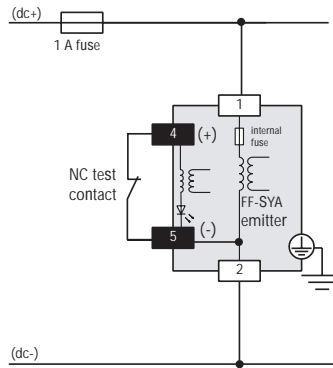 (dc+)
1 A fuse
1
4
(+)
internal
fuse
NC test
contact
FF-SYA
emitter
5
(-)
2
(dc-)